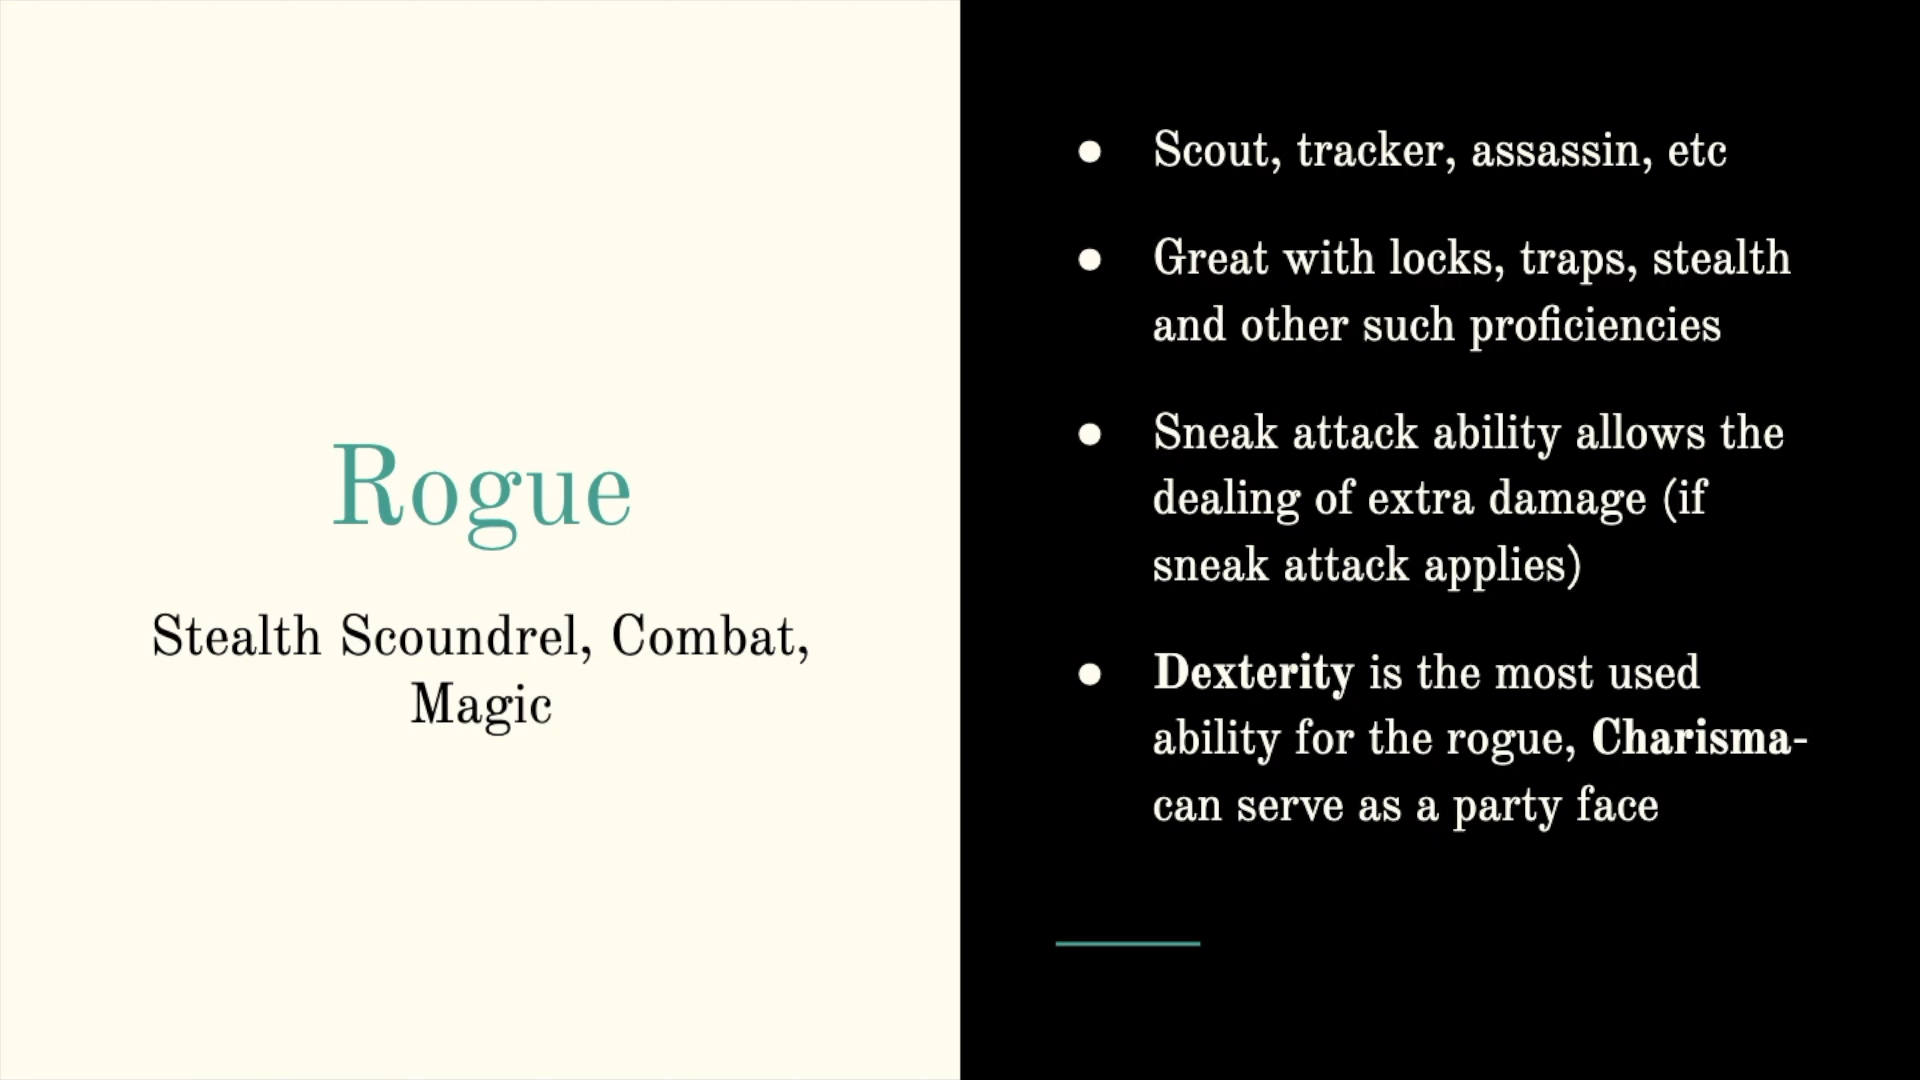 Rogue
Stealth Scoundrel, Combat,
Magic
● Scout, tracker, assassin, etc
● Great with locks, traps, stealth
and other such proficiencies
● Sneak attack ability allows the
dealing of extra damage (if
sneak attack applies)
● Dexterity is the most used
ability for the rogue, Charisma-
can serve as a party face